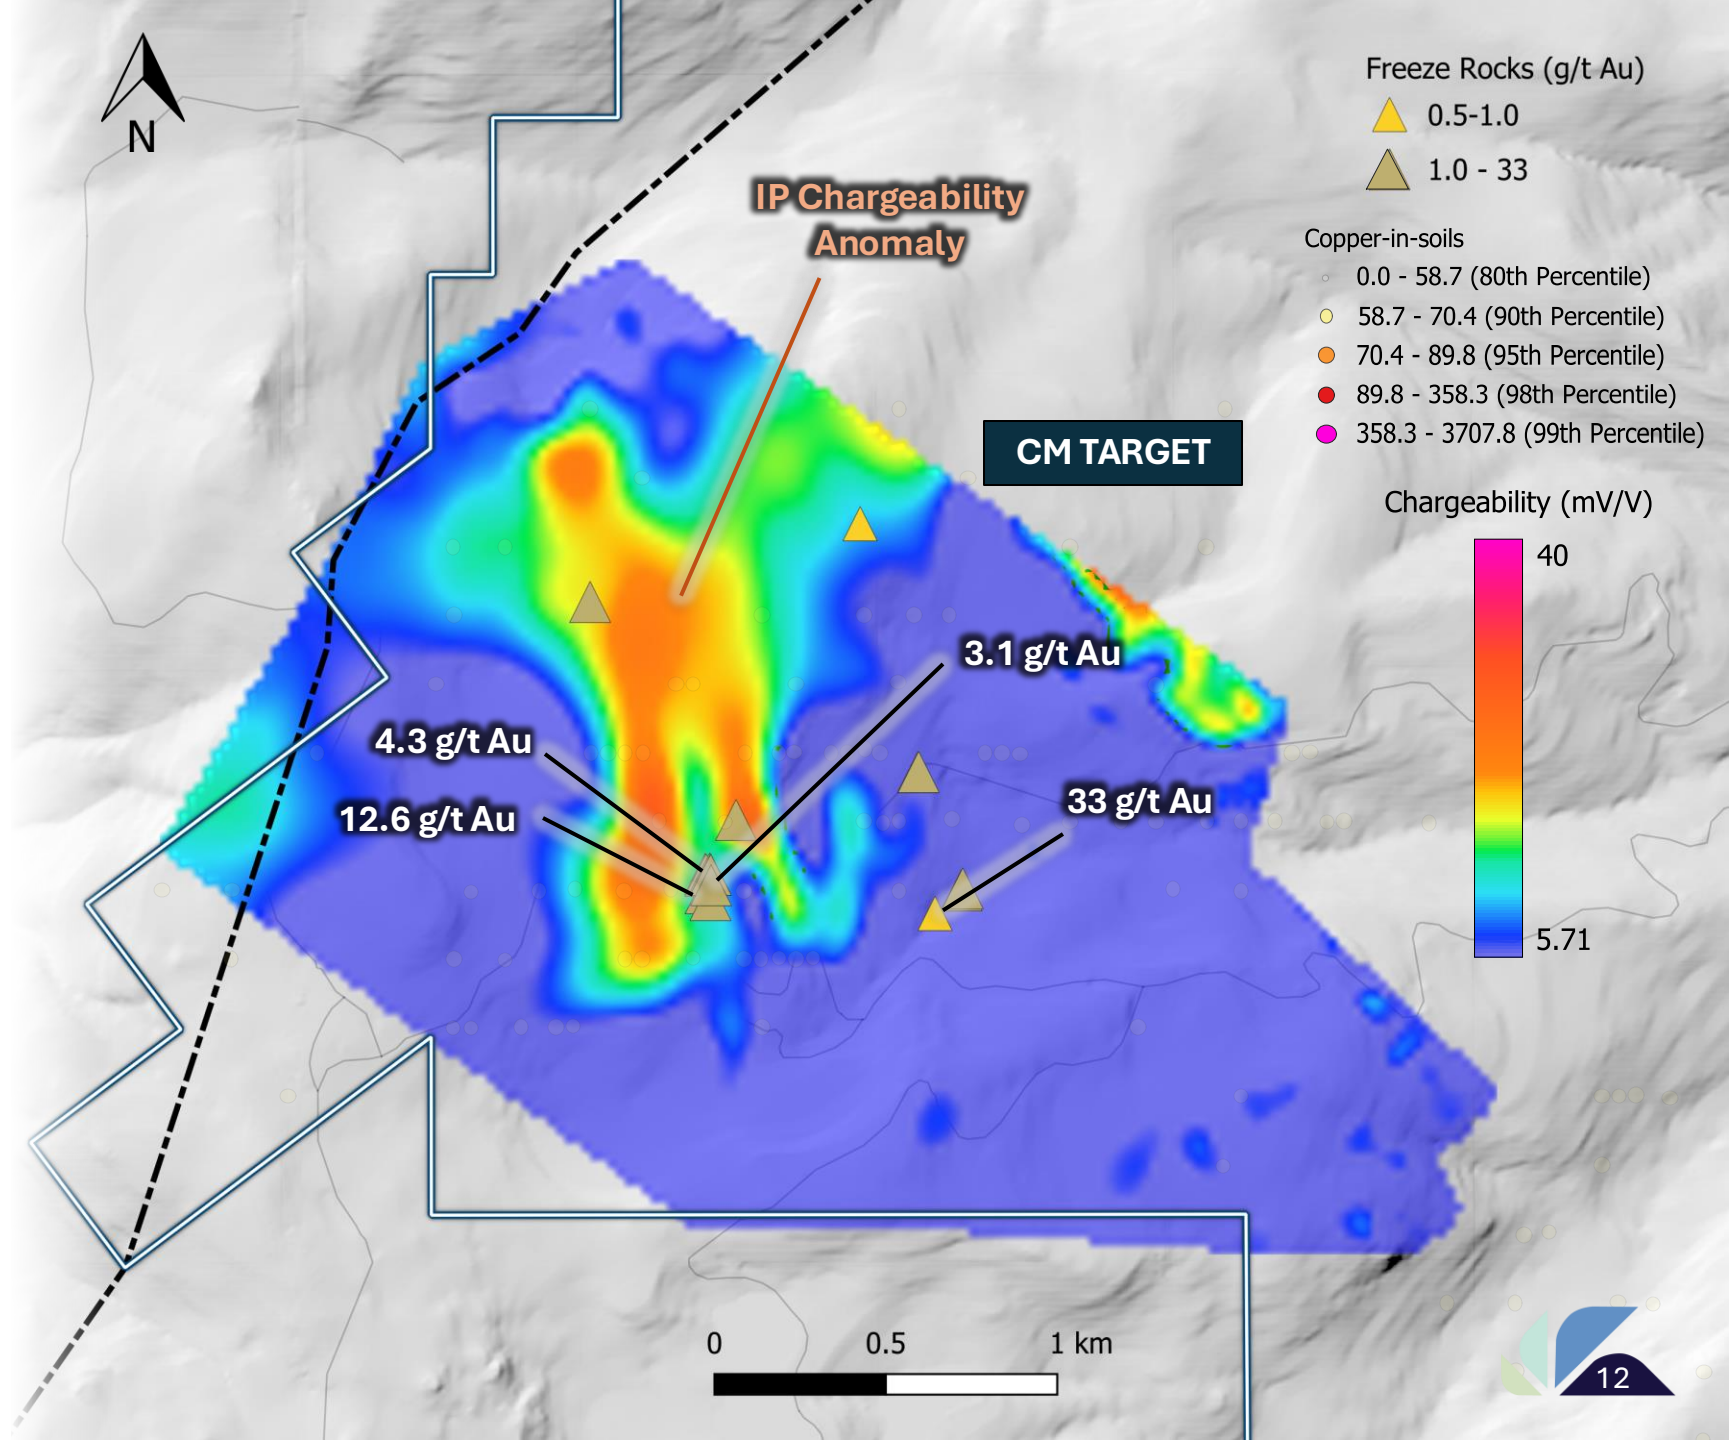 N
Freeze Rocks (g/t Au)
0.5-1.0
1.0 - 33
IP Chargeability
Anomaly
Copper-in-soils
0.0 - 58.7 (80th Percentile)
58.7 - 70.4 (90th Percentile)
70.4 - 89.8 (95th Percentile)
89.8 - 358.3 (98th Percentile)
358.3 - 3707.8 (99th Percentile)
CM TARGET
Chargeability (mV/V)
40
5.71
3.1 g/t Au
4.3 g/t Au
33 g/t Au
12.6 g/t Au
0 0.5 1 km
12